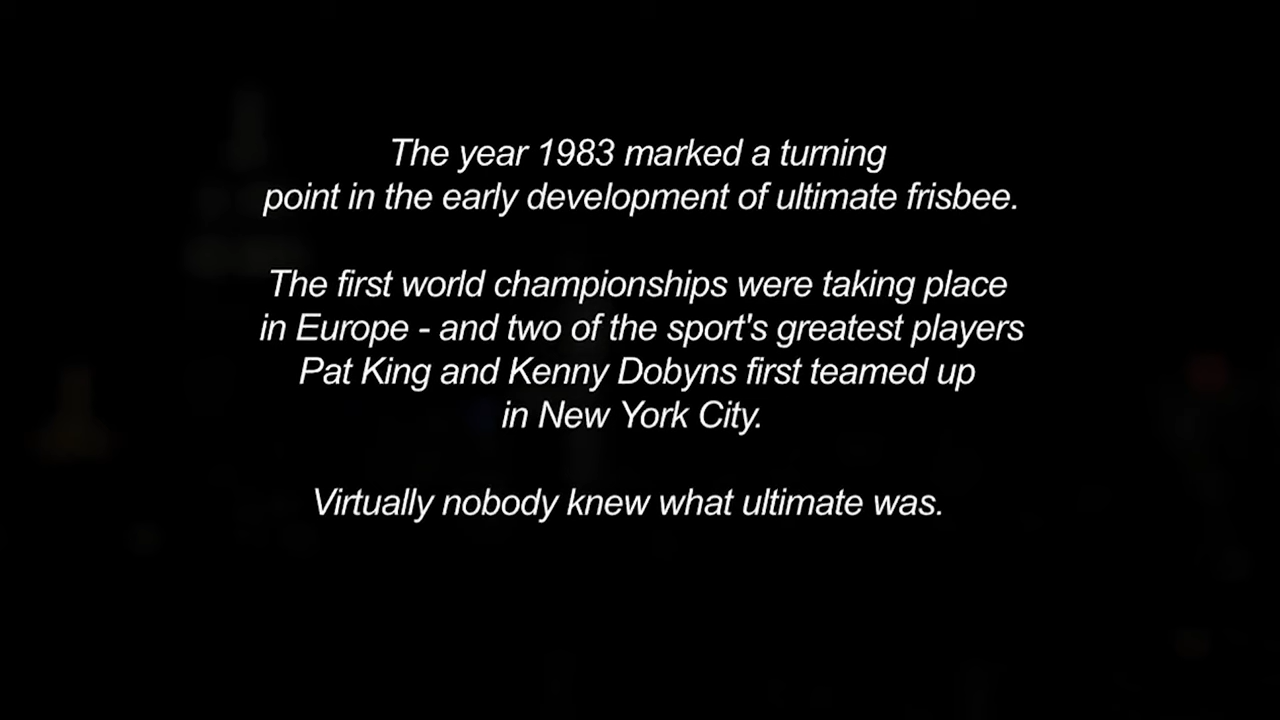 The year 1983 marked a turning
point in the early development of ultimate frisbee.
The first world championships were taking place
in Europe - and two of the sport's greatest players
Pat King and Kenny Dobyns first teamed up
in New York City.
Virtually nobody knew what ultimate was.